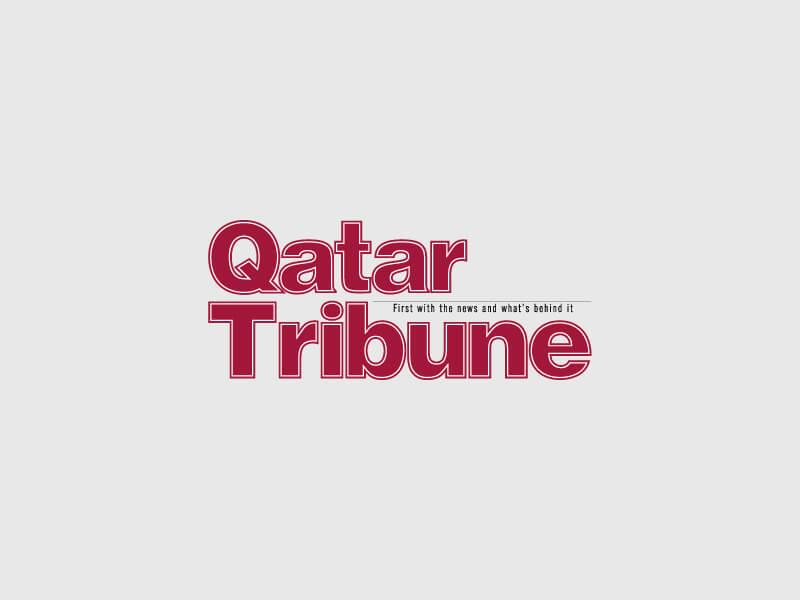 Qatar
First with the news and what's behind it
Tribune